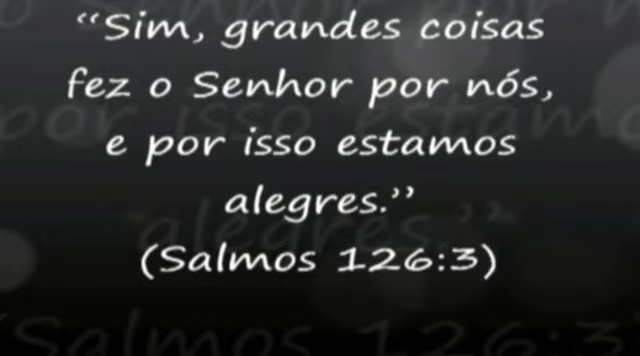 “Sim, grandes coisas
fez o Senhor por nós,
e por isso estamos
alegres.”
(Salmos 126:3)